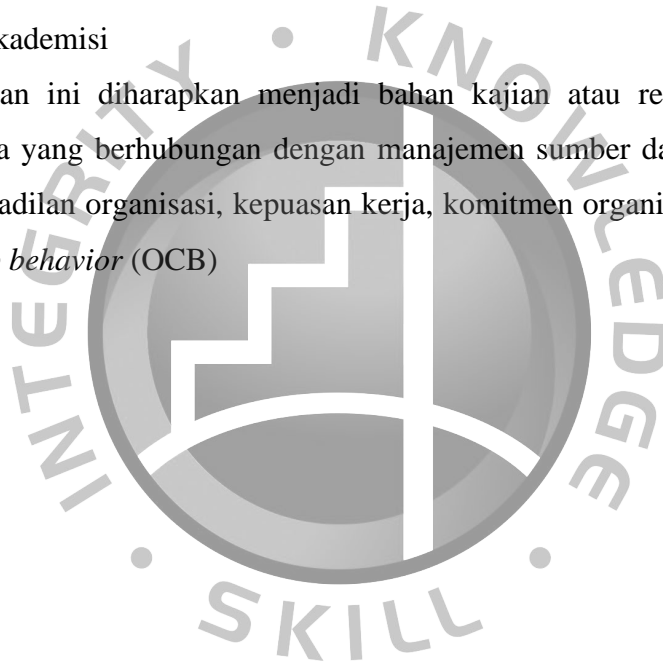 kademisi
an ini diharapkan menjadi bahan kajian atau re
a yang berhubungan dengan manajemen sumber da
adilan organisasi, kepuasan kerja, komitmen organi
behavior (OCB)
INTEGRITY • KNOWLEDGE • SKILL •